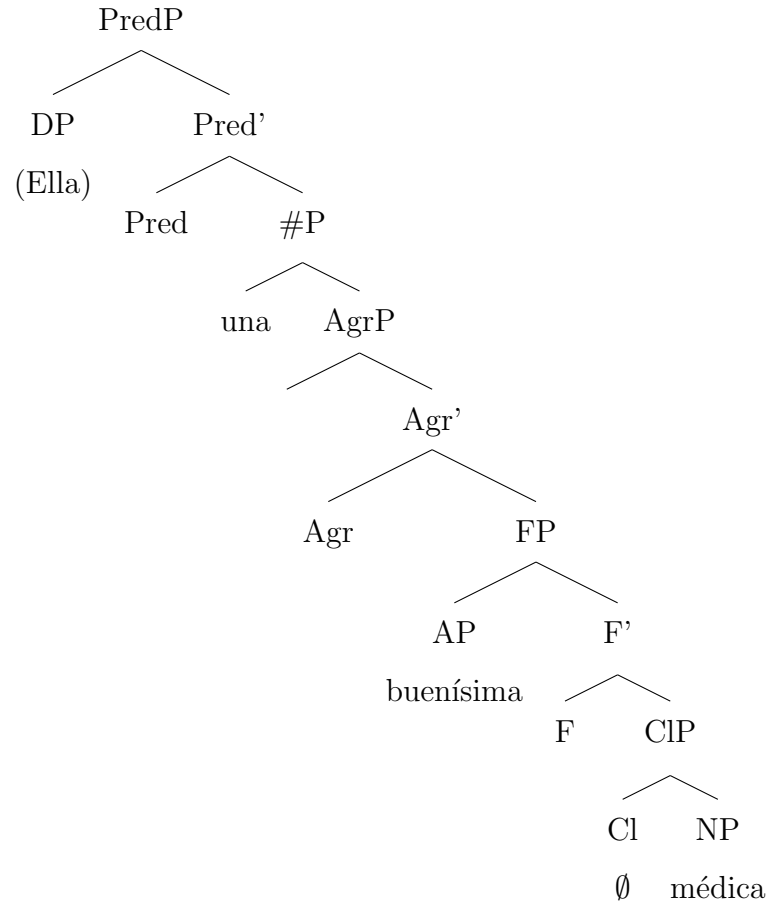 PredP
DP Pred’
(Ella)
Pred #P
una AgrP
Agr’
Agr FP
AP F’
buenísima
F ClP
Cl NP
∅ médica